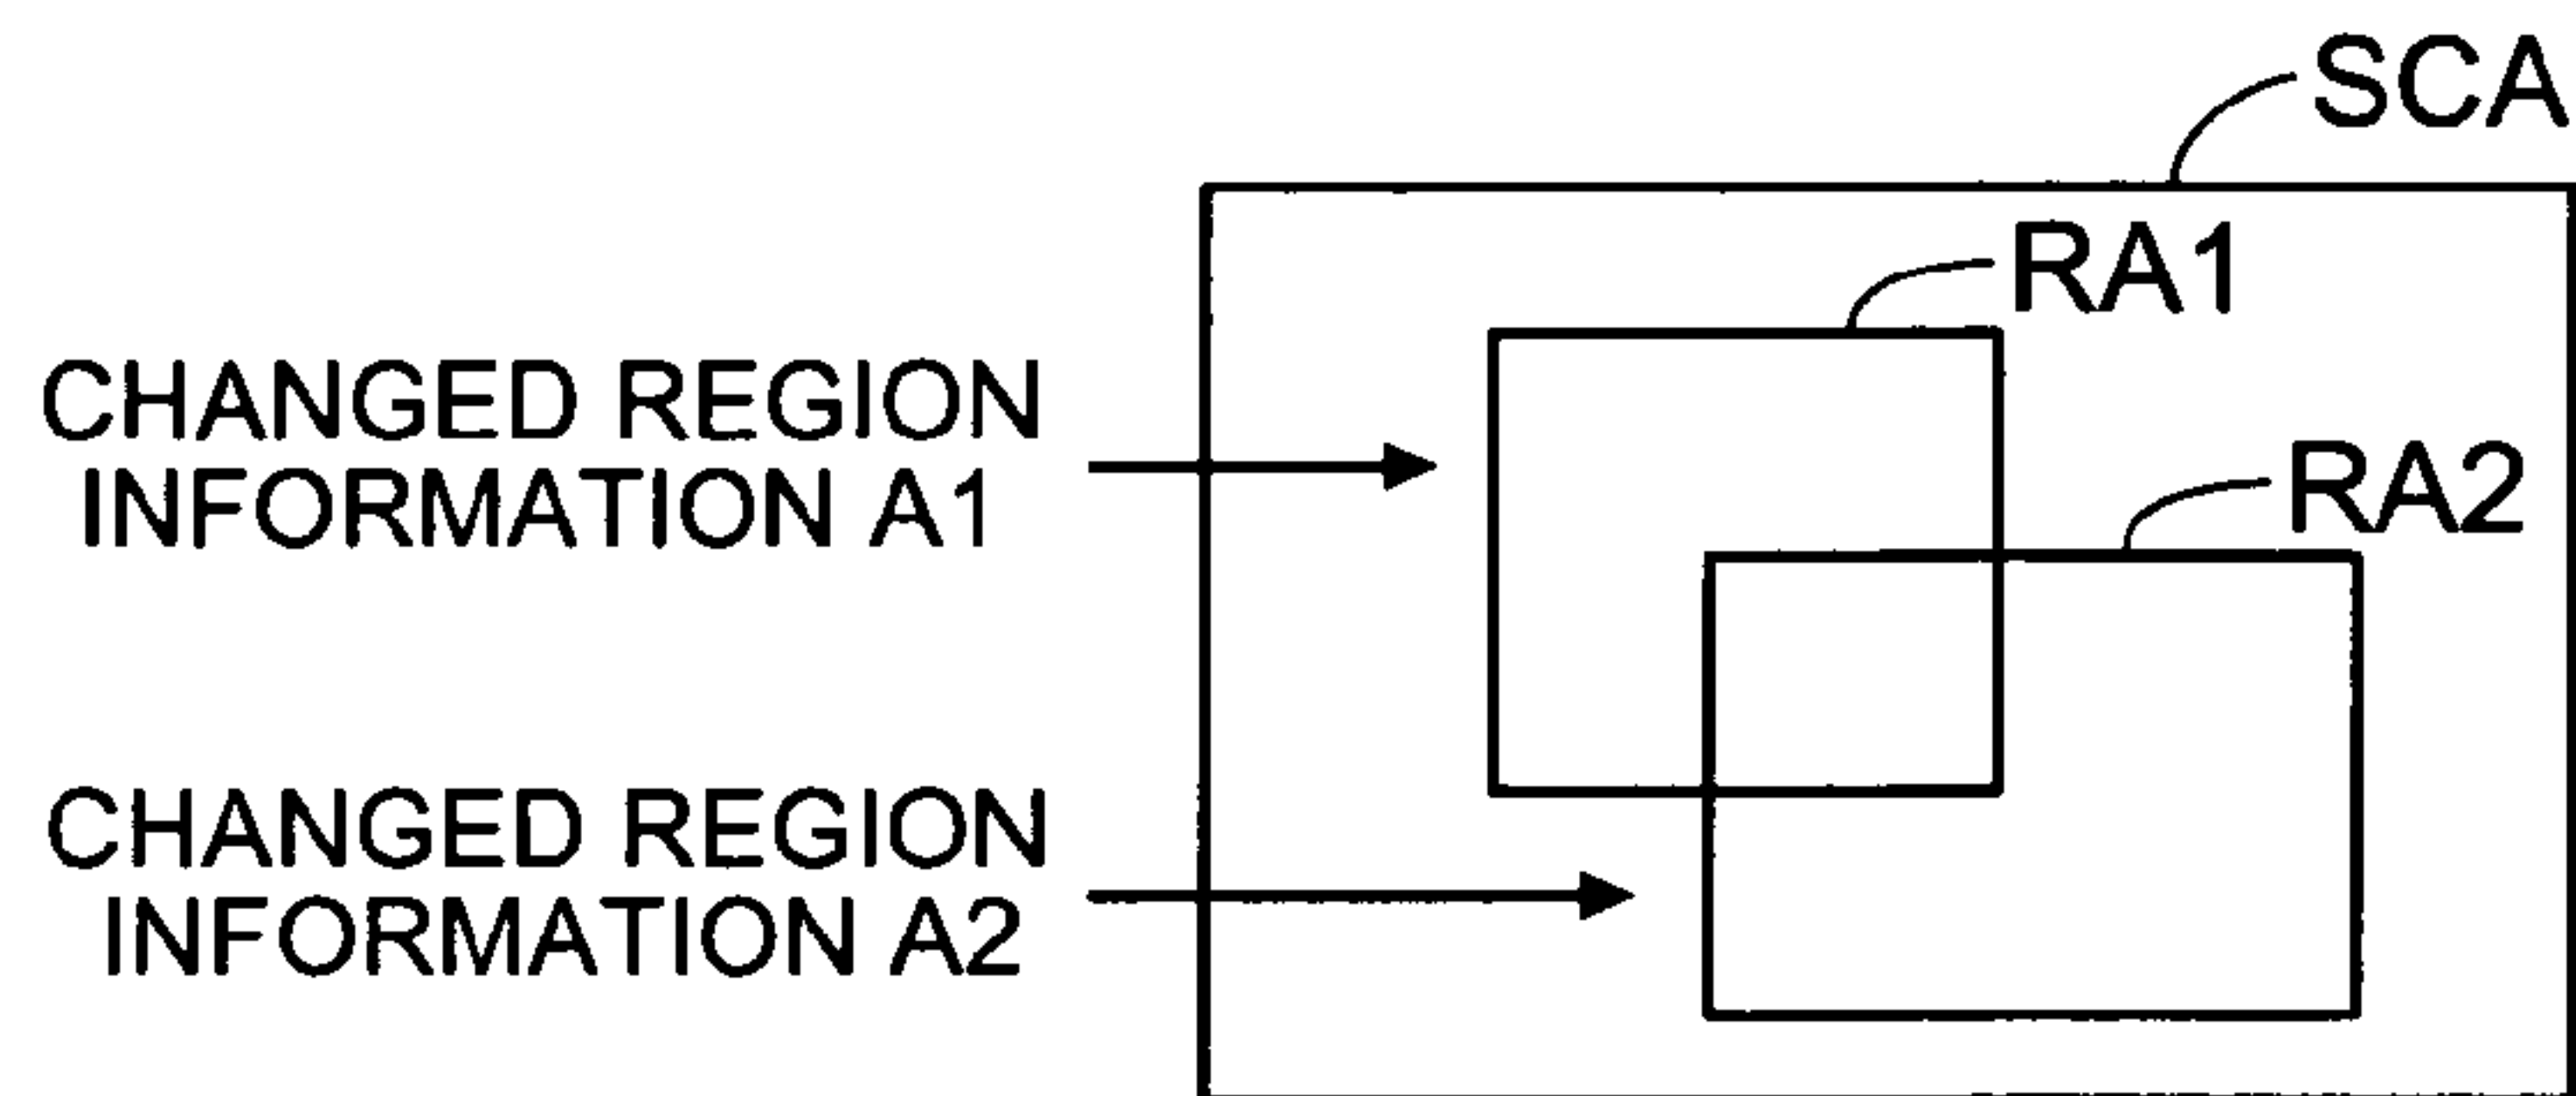 SCA
RA1
CHANGED REGION
INFORMATION A1
RA2
CHANGED REGION
INFORMATION A2